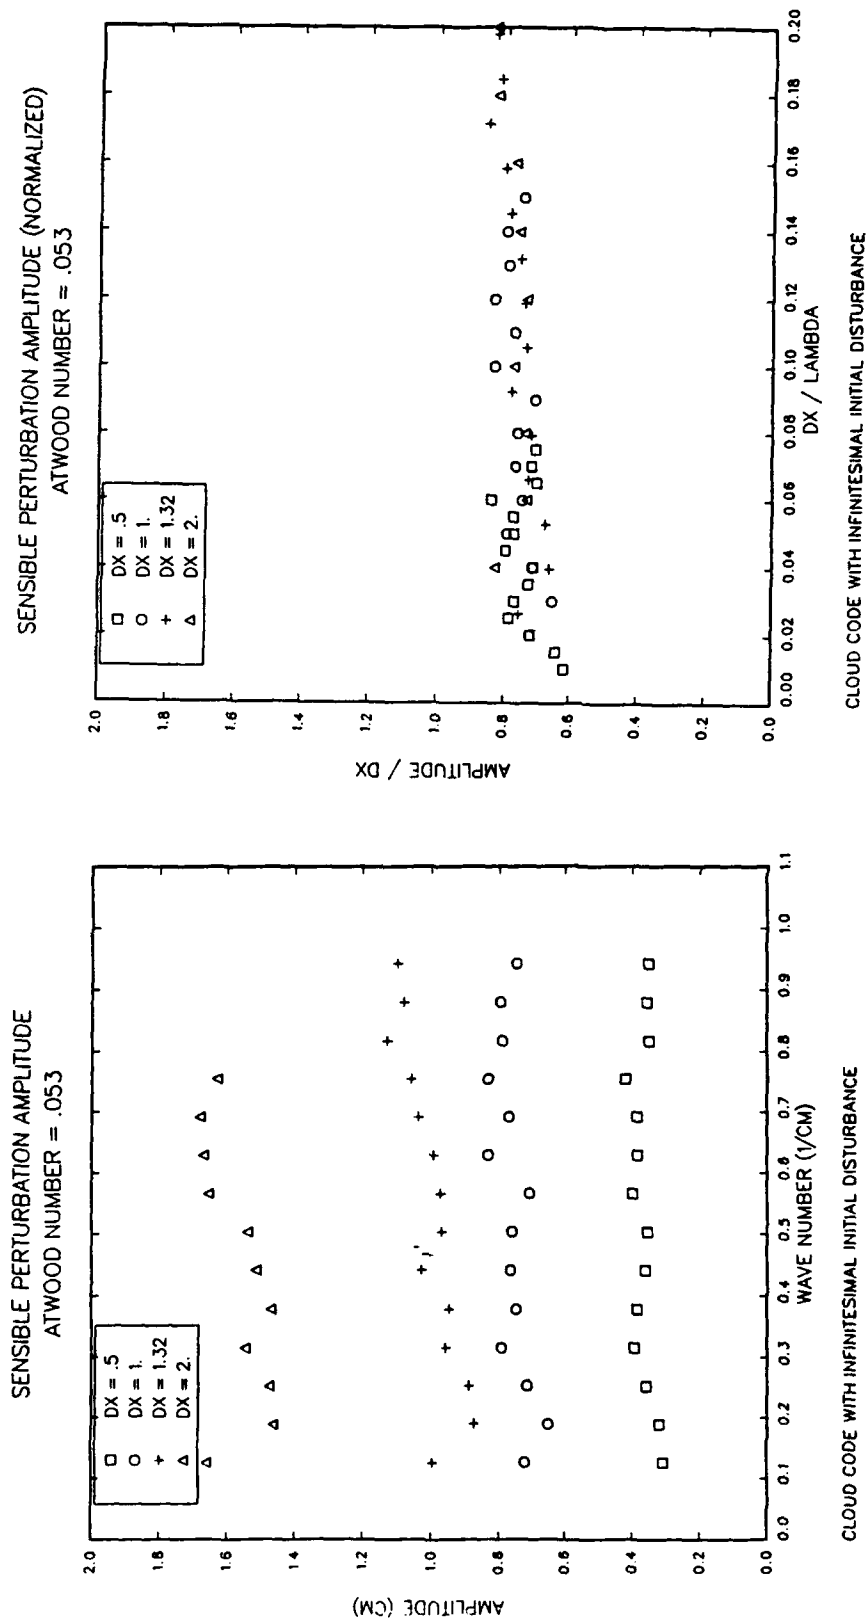 SENSIBLE PERTURBATION AMPLITUDE
ATWOOD NUMBER = .053
DX = .5
DX = 1.
DX = 1.32
DX = 2.
AMPLITUDE (CM)
2.0
1.8
1.6
1.4
1.2
1.0
0.8
0.6
0.4
0.2
0.0
0.0 0.1 0.2 0.3 0.4 0.5 0.6 0.7 0.8 0.9 1.0 1.1
WAVE NUMBER (1/CM)
CLOUD CODE WITH INFINITESIMAL INITIAL DISTURBANCE
SENSIBLE PERTURBATION AMPLITUDE (NORMALIZED)
ATWOOD NUMBER = .053
DX = .5
DX = 1.
DX = 1.32
DX = 2.
AMPLITUDE / DX
2.0
1.8
1.6
1.4
1.2
1.0
0.8
0.6
0.4
0.2
0.0
0.00 0.02 0.04 0.06 0.08 0.10 0.12 0.14 0.16 0.18 0.20
DX / LAMBDA
CLOUD CODE WITH INFINITESIMAL INITIAL DISTURBANCE